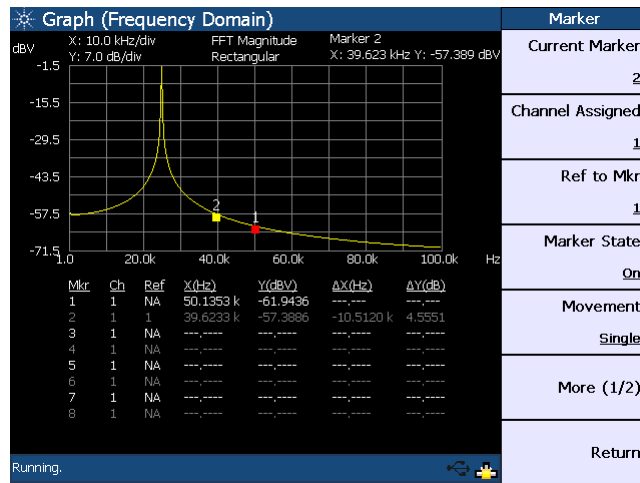 Graph (Frequency Domain)
Marker
dBV
X: 10.0 kHz/div FFT Magnitude Marker 2
Y: 7.0 dB/div Rectangular X: 39.623 kHz Y: -57.389 dBV
-1.5
-15.5
-29.5
-43.5
-57.5
-71.5
2
1
1.0 20.0k 40.0k 60.0k 80.0k 100.0k Hz
Mkr Ch Ref X(Hz) Y(dBV) ΔX(Hz) ΔY(dB)
1 1 NA 50.1353 k -61.9436 ---.---- ---.----
2 1 1 39.6233 k -57.3886 -10.5120 k 4.5551
3 1 NA ---.---- ---.---- ---.---- ---.----
4 1 NA ---.---- ---.---- ---.---- ---.----
5 1 NA ---.---- ---.---- ---.---- ---.----
6 1 NA ---.---- ---.---- ---.---- ---.----
7 1 NA ---.---- ---.---- ---.---- ---.----
8 1 NA ---.---- ---.---- ---.---- ---.----
Running.
Current Marker
2
Channel Assigned
1
Ref to Mkr
1
Marker State
On
Movement
Single
More (1/2)
Return